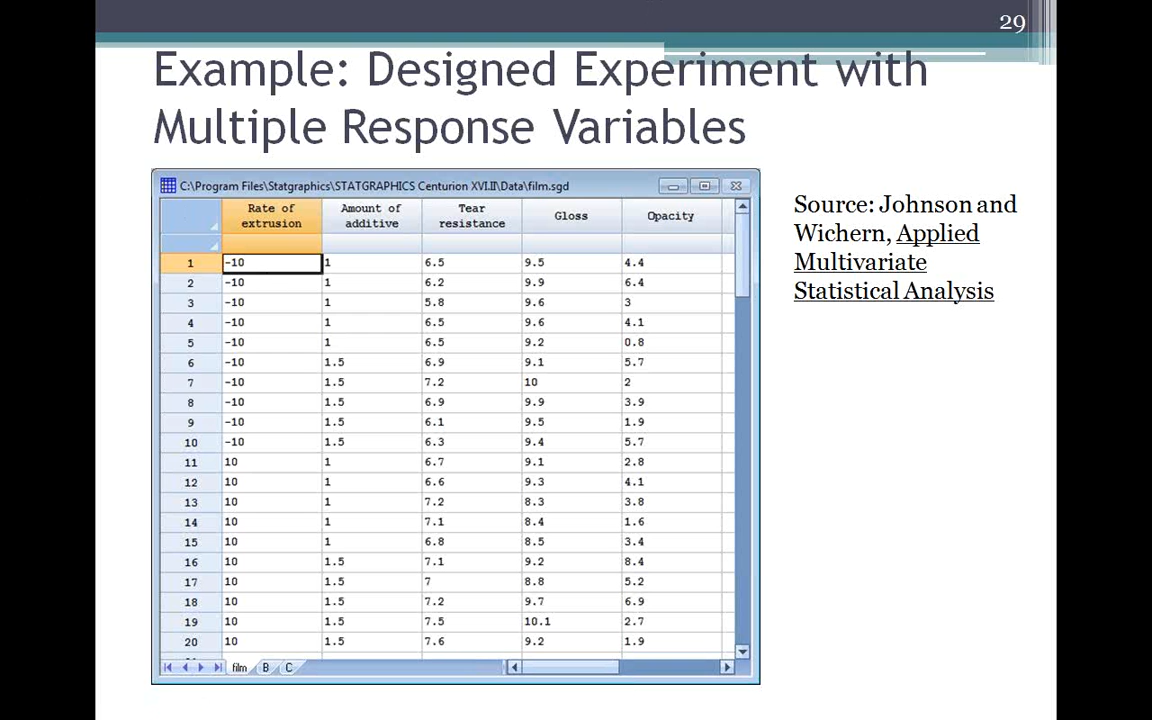 29
Example: Designed Experiment with
Multiple Response Variables
C:\Program Files\Statgraphics\STATGRAPHICS Centurion XVI.II\Data\film.sgd
Rate of extrusion Amount of additive Tear resistance Gloss Opacity
1 -10 1 6.5 9.5 4.4
2 -10 1 6.2 9.9 6.4
3 -10 1 5.8 9.6 3
4 -10 1 6.5 9.6 4.1
5 -10 1 6.5 9.2 0.8
6 -10 1.5 6.9 9.1 5.7
7 -10 1.5 7.2 10 2
8 -10 1.5 6.9 9.9 3.9
9 -10 1.5 6.1 9.5 1.9
10 -10 1.5 6.3 9.4 5.7
11 10 1 6.7 9.1 2.8
12 10 1 6.6 9.3 4.1
13 10 1 7.2 8.3 3.8
14 10 1 7.1 8.4 1.6
15 10 1 6.8 8.5 3.4
16 10 1.5 7.1 9.2 8.4
17 10 1.5 7 8.8 5.2
18 10 1.5 7.2 9.7 6.9
19 10 1.5 7.5 10.1 2.7
20 10 1.5 7.6 9.2 1.9
film B C
Source: Johnson and
Wichern, Applied
Multivariate
Statistical Analysis